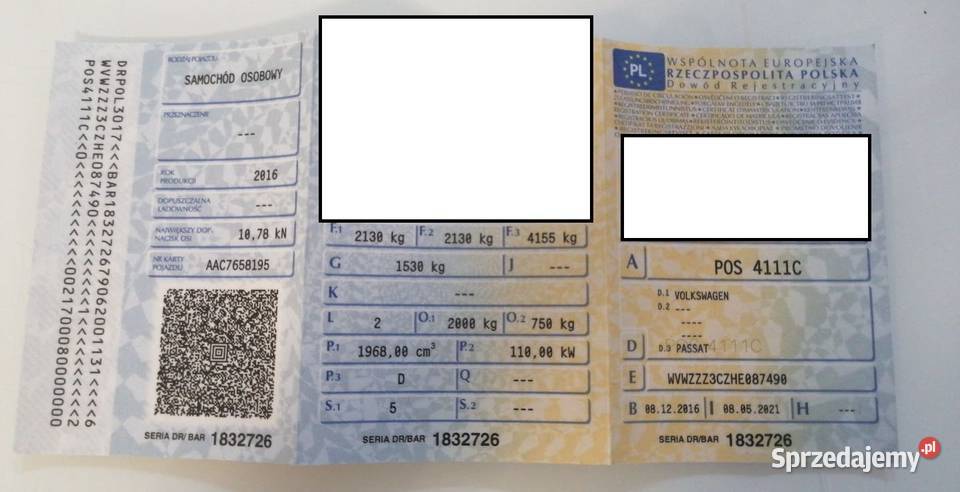 DRPOL3017<<<BAR18327267906200113 1<<<<<6
WVWZZZ3CZHE087490<<<<<<<1<<<<<<<<<<<2
POS4111C<<0<<<<<<<<<0021700080000000
RODZAJ POJAZDU
SAMOCHÓD OSOBOWY
PRZEZNACZENIE
---
ROK PRODUKCJI 2016
DOPUSZCZALNA ŁADOWNOŚĆ ---
NAJWIĘKSZY DOP. NACISK OSI 10,78 kN
NR KARTY POJAZDU AAC7658195
SERIA DR/BAR 1832726
F.1 2130 kg F.2 2130 kg F.3 4155 kg
G 1530 kg J ---
K ---
L 2 O.1 2000 kg O.2 750 kg
P.1 1968,00 cm³ P.2 110,00 kW
P.3 D Q ---
S.1 5 S.2 ---
SERIA DR/BAR 1832726
PL
WSPÓLNOTA EUROPEJSKA
RZECZPOSPOLITA POLSKA
Dowód Rejestracyjny
A POS 4111C
D.1 VOLKSWAGEN
D.2 ---
----
----
D D.3 PASSAT 4111C
E WVWZZZ3CZHE087490
B 08.12.2016 I 08.05.2021 H ---
SERIA DR/BAR 1832726
Sprzedajemy.pl